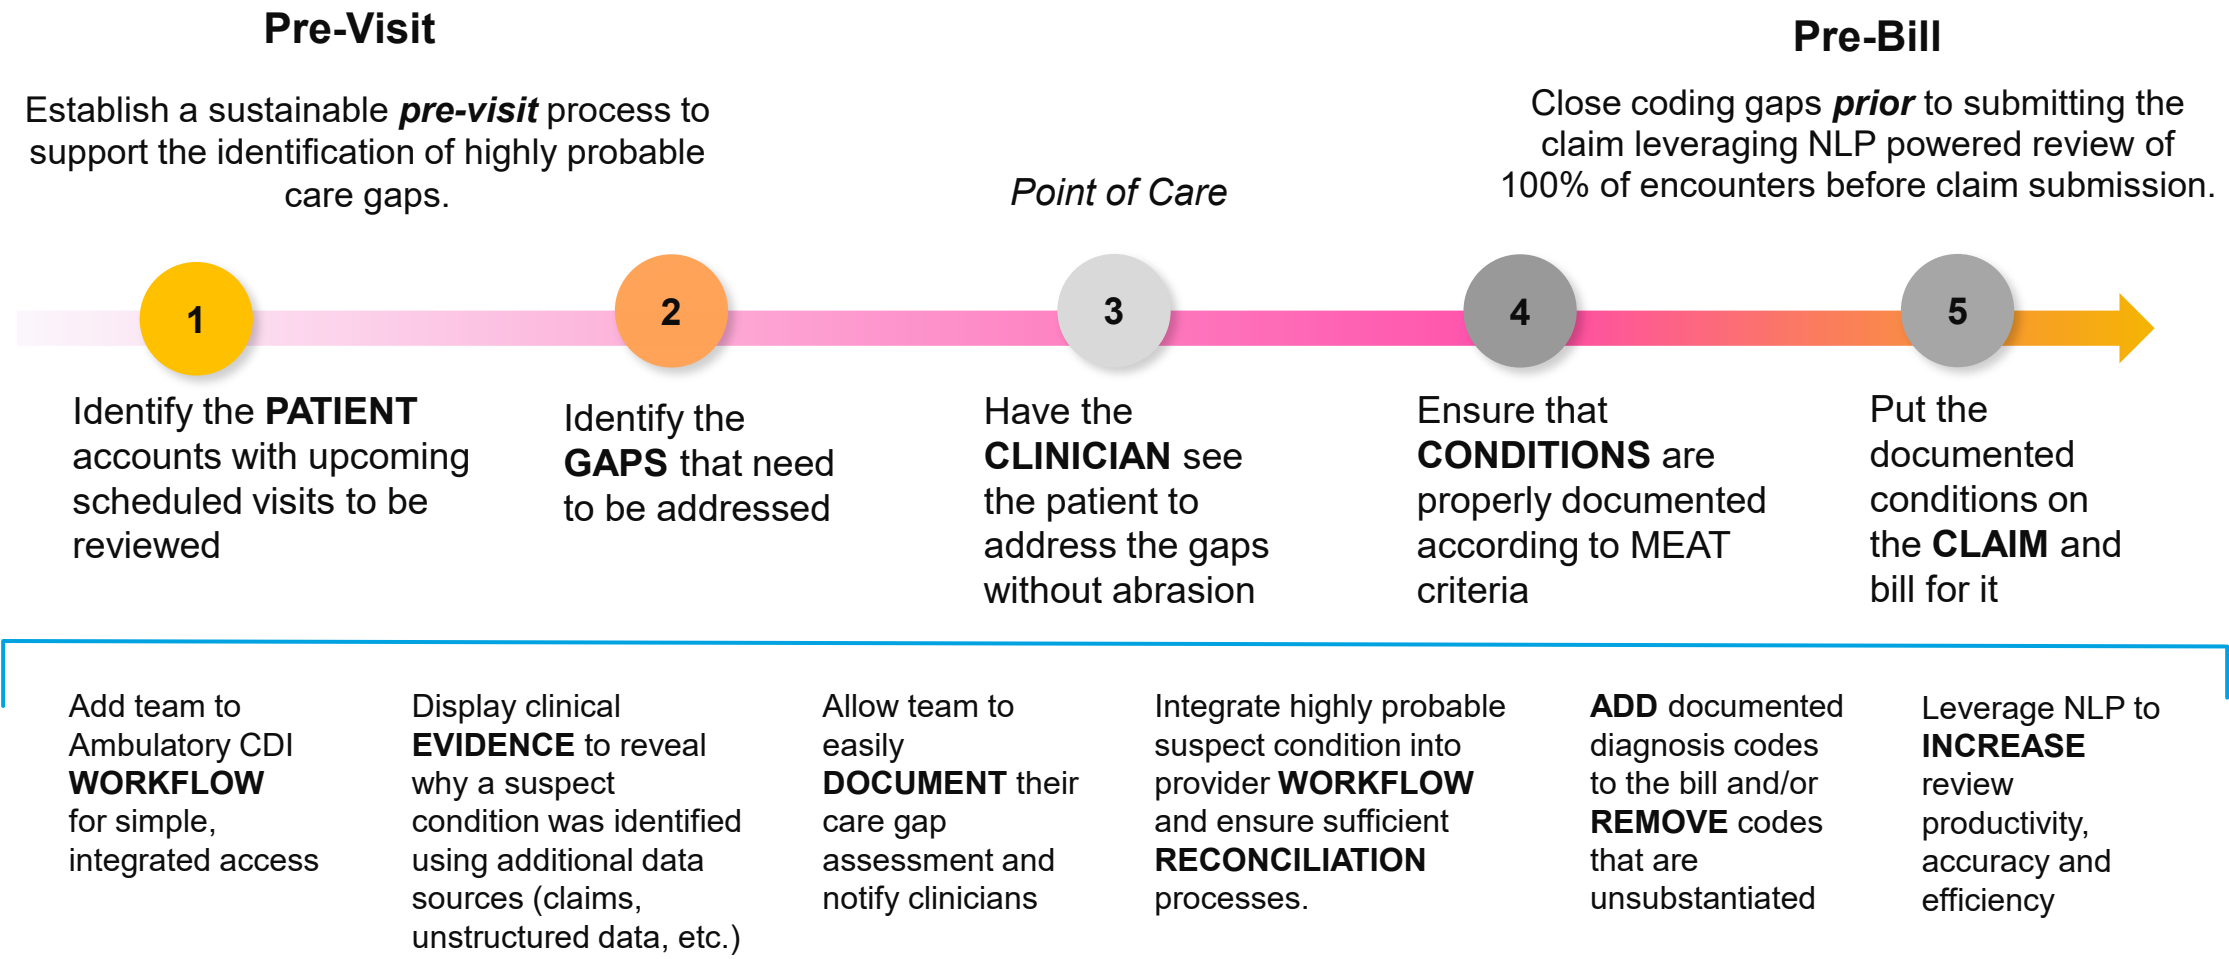 Pre-Visit
Establish a sustainable pre-visit process to
support the identification of highly probable
care gaps.
Point of Care
Pre-Bill
Close coding gaps prior to submitting the
claim leveraging NLP powered review of
100% of encounters before claim submission.
1
2
3
4
5
Identify the PATIENT
accounts with upcoming
scheduled visits to be
reviewed
Identify the
GAPS that need
to be addressed
Have the
CLINICIAN see
the patient to
address the gaps
without abrasion
Ensure that
CONDITIONS are
properly documented
according to MEAT
criteria
Put the
documented
conditions on
the CLAIM and
bill for it
Add team to
Ambulatory CDI
WORKFLOW
for simple,
integrated access
Display clinical
EVIDENCE to reveal
why a suspect
condition was identified
using additional data
sources (claims,
unstructured data, etc.)
Allow team to
easily
DOCUMENT their
care gap
assessment and
notify clinicians
Integrate highly probable
suspect condition into
provider WORKFLOW
and ensure sufficient
RECONCILIATION
processes.
ADD documented
diagnosis codes
to the bill and/or
REMOVE codes
that are
unsubstantiated
Leverage NLP to
INCREASE
review
productivity,
accuracy and
efficiency